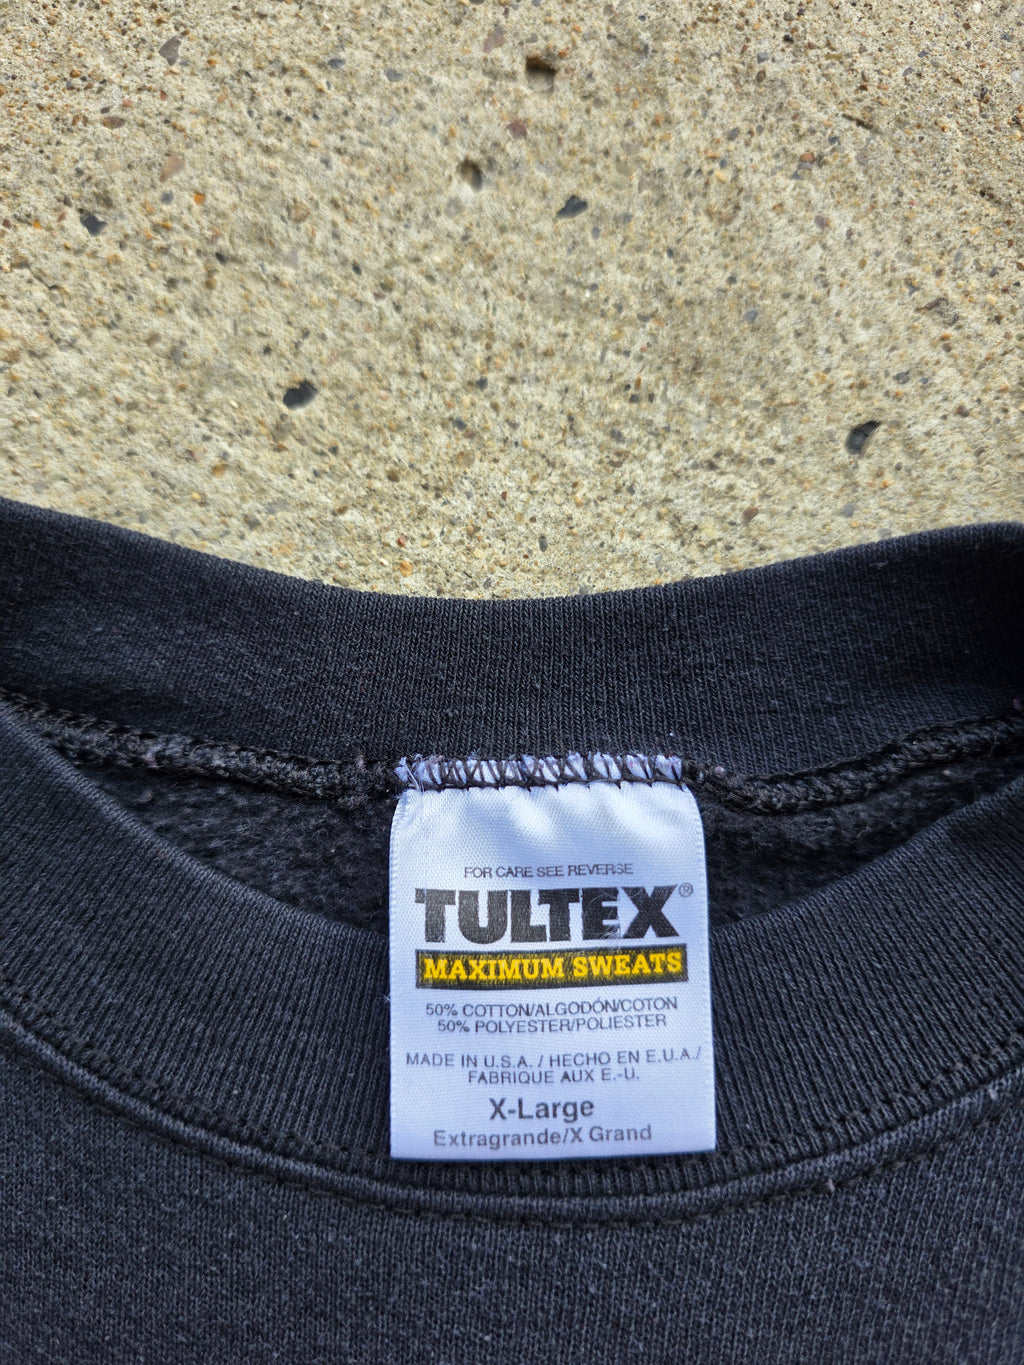 FOR CARE SEE REVERSE
TULTEX®
MAXIMUM SWEATS
50% COTTON/ALGODÓN/COTON
50% POLYESTER/POLIESTER
MADE IN U.S.A. / HECHO EN E.U.A./
FABRIQUE AUX E.-U.
X-Large
Extragrande/X Grand